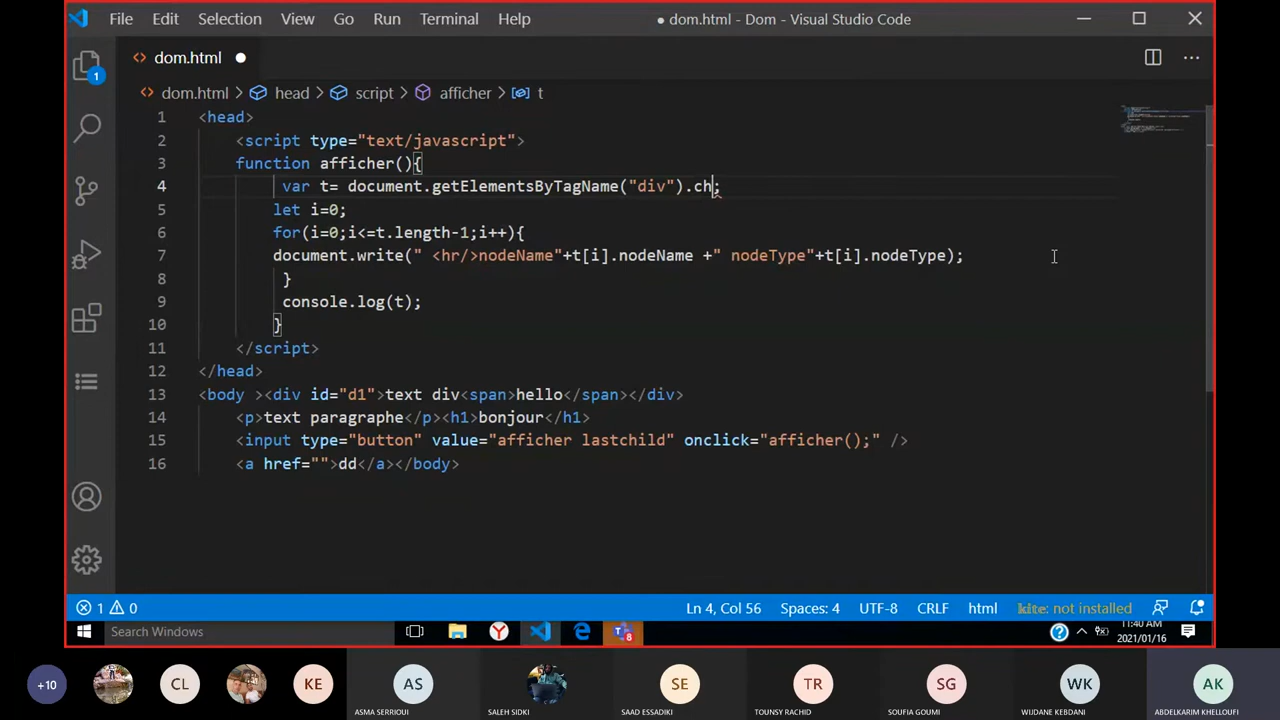 File Edit Selection View Go Run Terminal Help ● dom.html - Dom - Visual Studio Code
dom.html
dom.html > head > script > afficher > t
1 <head>
2 <script type="text/javascript">
3 function afficher(){
4 var t= document.getElementsByTagName("div").ch;
5 let i=0;
6 for(i=0;i<=t.length-1;i++){
7 document.write(" <hr/>nodeName"+t[i].nodeName +" nodeType"+t[i].nodeType);
8 }
9 console.log(t);
10 }
11 </script>
12 </head>
13 <body ><div id="d1">text div<span>hello</span></div>
14 <p>text paragraphe</p><h1>bonjour</h1>
15 <input type="button" value="afficher lastchild" onclick="afficher();" />
16 <a href="">dd</a></body>
1
1 0 Ln 4, Col 56 Spaces: 4 UTF-8 CRLF html kite: not installed
Search Windows 8 11:40 AM
2021/01/16
+10 CL KE AS SE TR SG WK AK
ASMA SERRIOUI SALEH SIDKI SAAD ESSADIKI TOUNSY RACHID SOUFIA GOUMI WIJDANE KEBDANI ABDELKARIM KHELLOUFI